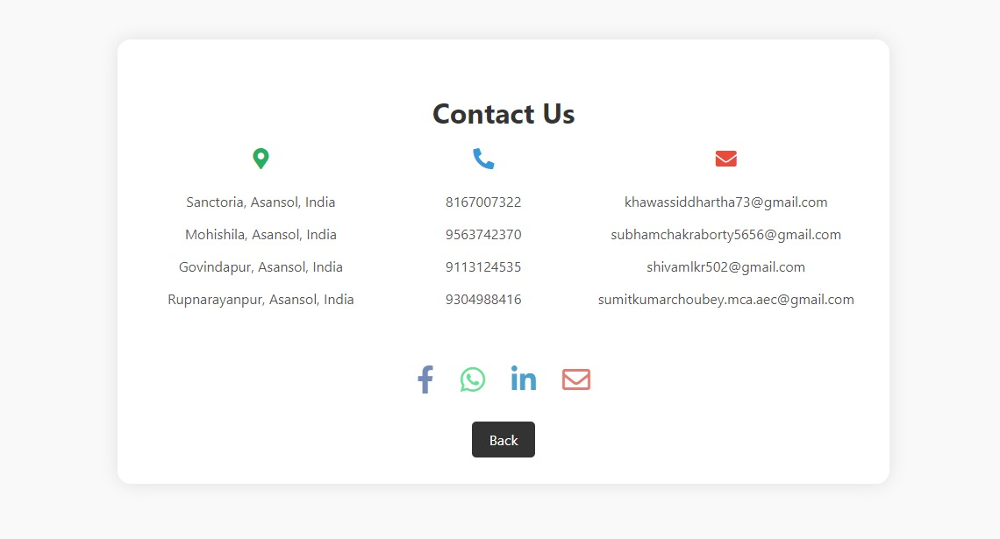 Contact Us
Sanctoria, Asansol, India 8167007322 khawassiddhartha73@gmail.com
Mohishila, Asansol, India 9563742370 subhamchakraborty5656@gmail.com
Govindapur, Asansol, India 9113124535 shivamlkr502@gmail.com
Rupnarayanpur, Asansol, India 9304988416 sumitkumarchoubey.mca.aec@gmail.com
Back